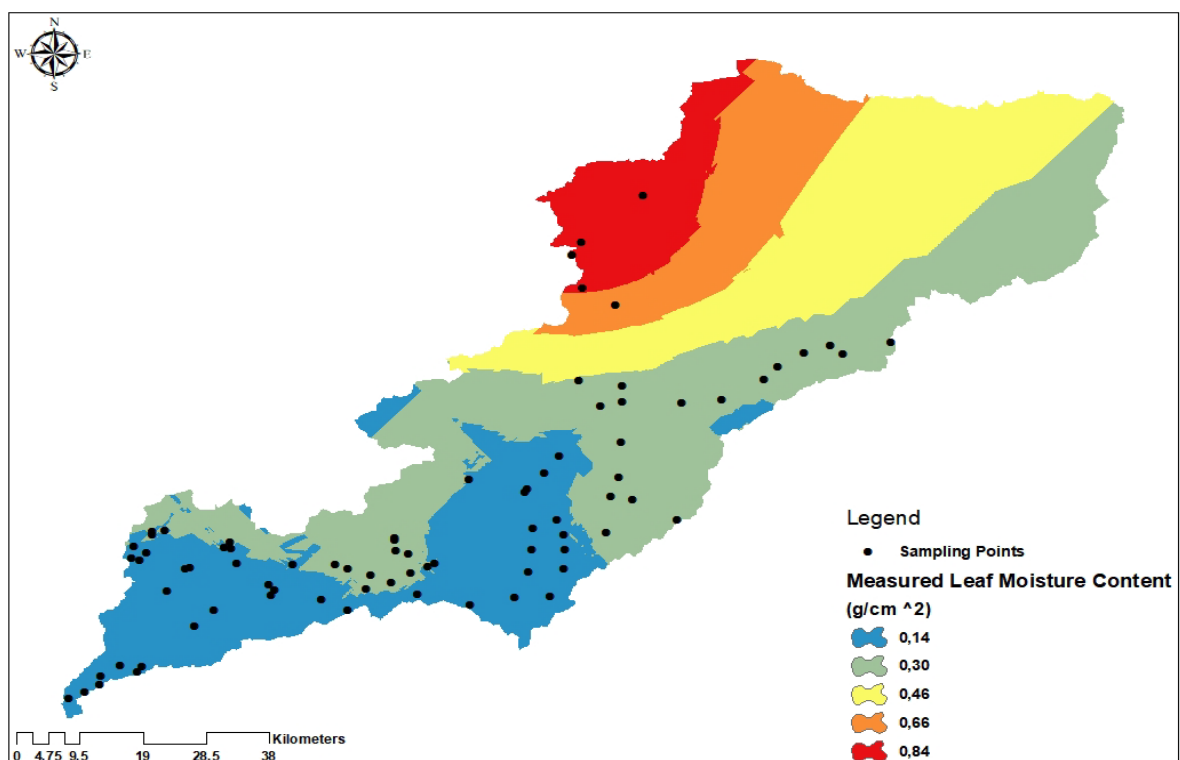 N
W E
S
Legend
Sampling Points
Measured Leaf Moisture Content
(g/cm ^2)
0,14
0,30
0,46
0,66
0,84
Kilometers
0 4.75 9.5 19 28.5 38